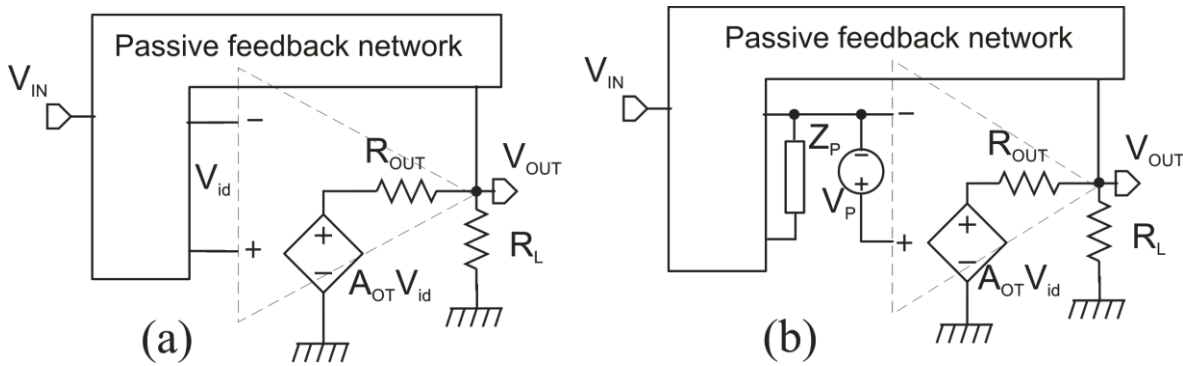 Passive feedback network
V_IN
−
R_OUT
V_OUT
V_id
+
+
−
R_L
A_OT V_id
(a)
Passive feedback network
V_IN
−
Z_P
−
R_OUT
V_OUT
V_P
+
+
+
−
R_L
A_OT V_id
(b)